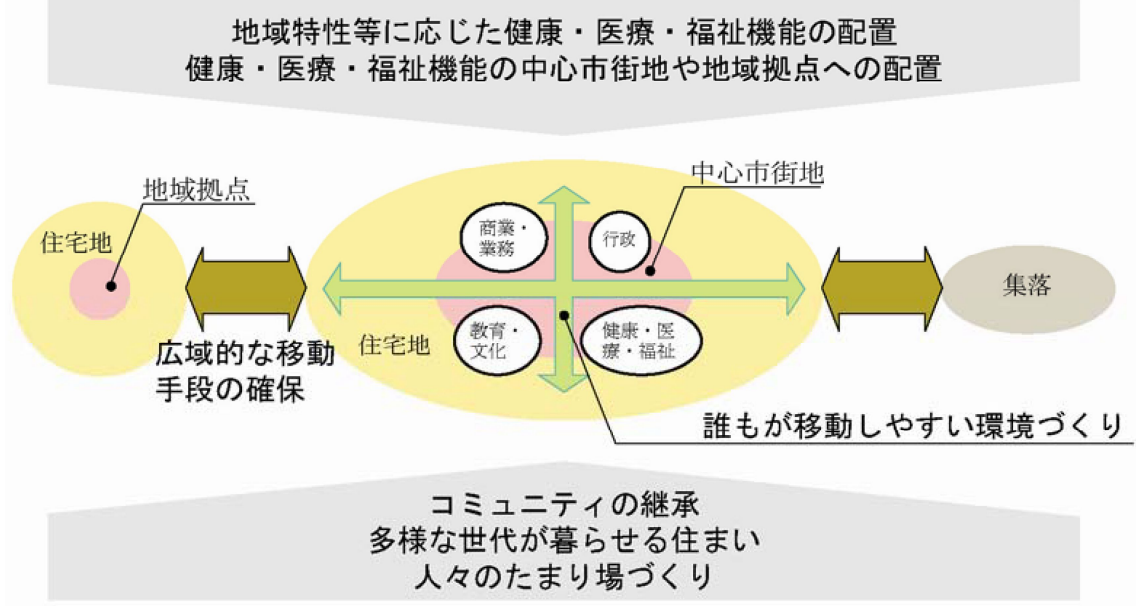 地域特性等に応じた健康・医療・福祉機能の配置
健康・医療・福祉機能の中心市街地や地域拠点への配置
中心市街地
地域拠点
住宅地
商業・
業務
行政
集落
教育・
文化
健康・医
療・福祉
住宅地
広域的な移動
手段の確保
誰もが移動しやすい環境づくり
コミュニティの継承
多様な世代が暮らせる住まい
人々のたまり場づくり